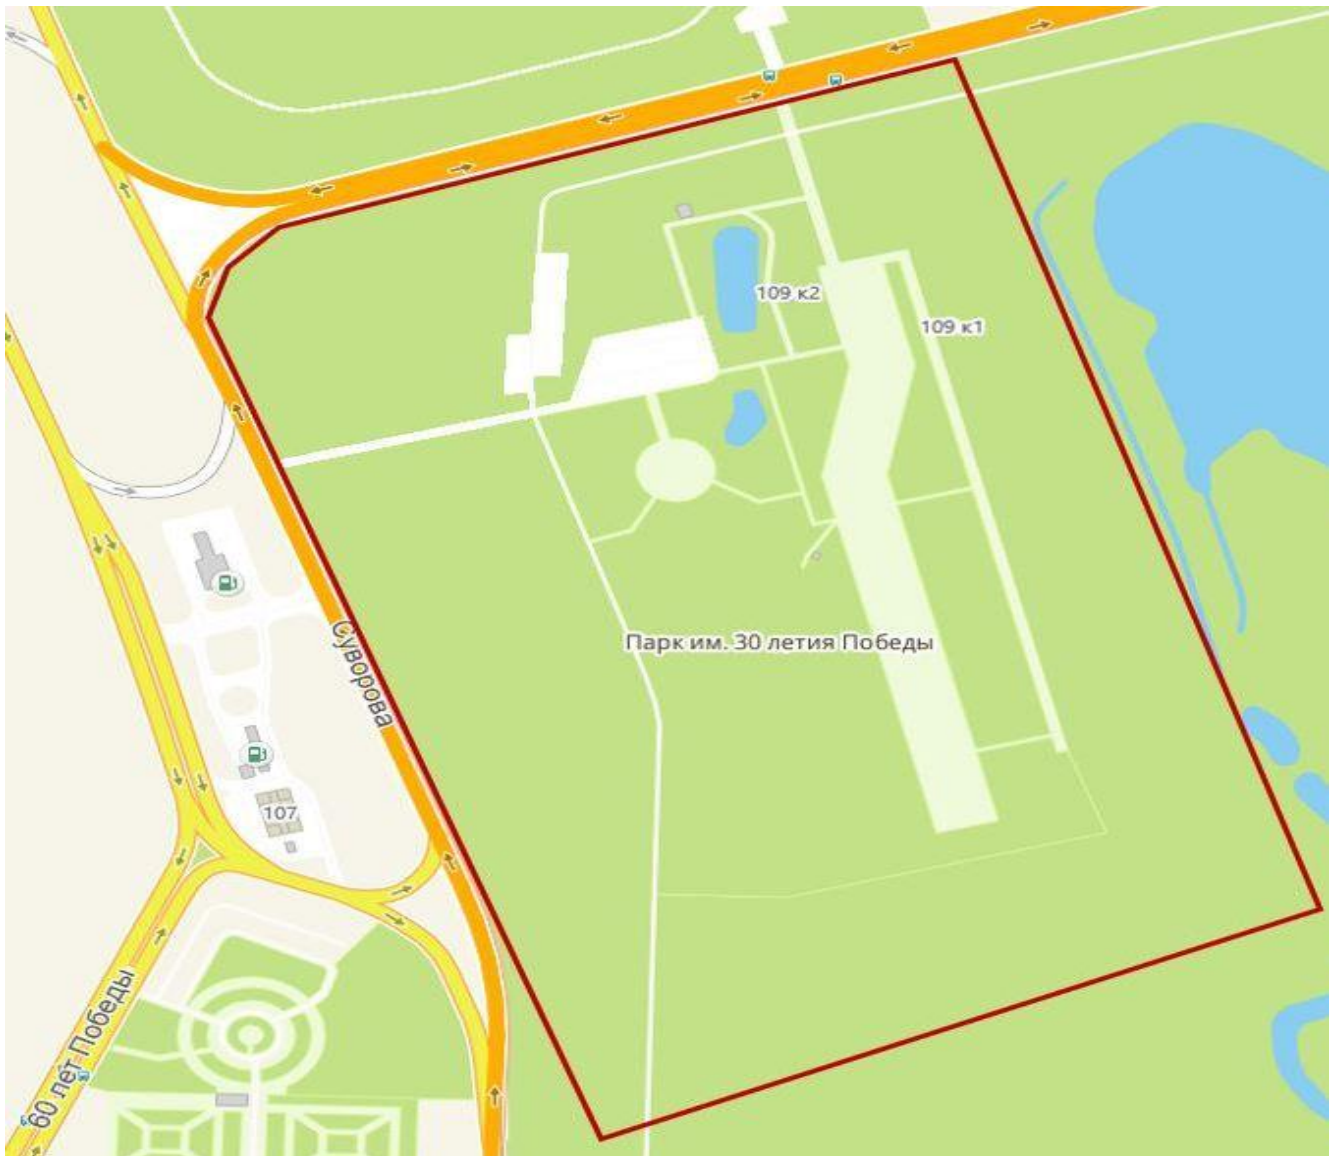 109 к2
109 к1
Парк им. 30 летия Победы
Суворова
107
60 лет Победы